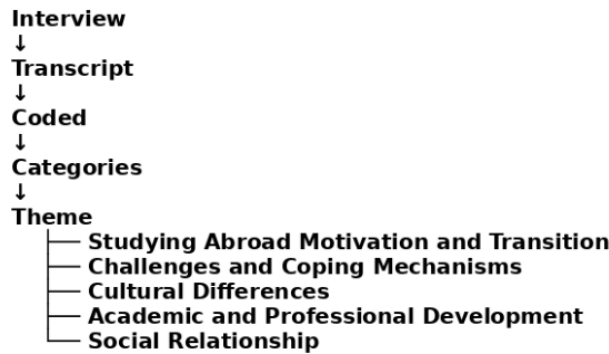 Interview
↓
Transcript
↓
Coded
↓
Categories
↓
Theme
├── Studying Abroad Motivation and Transition
├── Challenges and Coping Mechanisms
├── Cultural Differences
├── Academic and Professional Development
└── Social Relationship